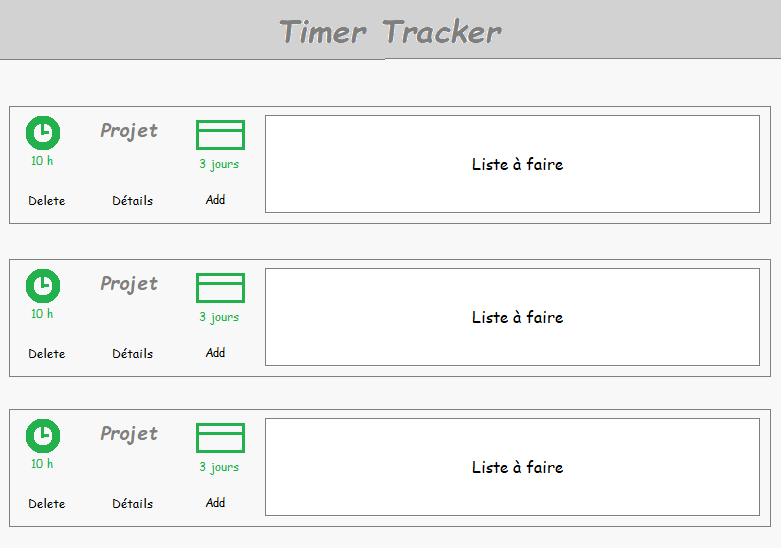 Timer Tracker
Projet
10 h
3 jours
Liste à faire
Delete
Détails
Add
Projet
10 h
3 jours
Liste à faire
Delete
Détails
Add
Projet
10 h
3 jours
Liste à faire
Delete
Détails
Add